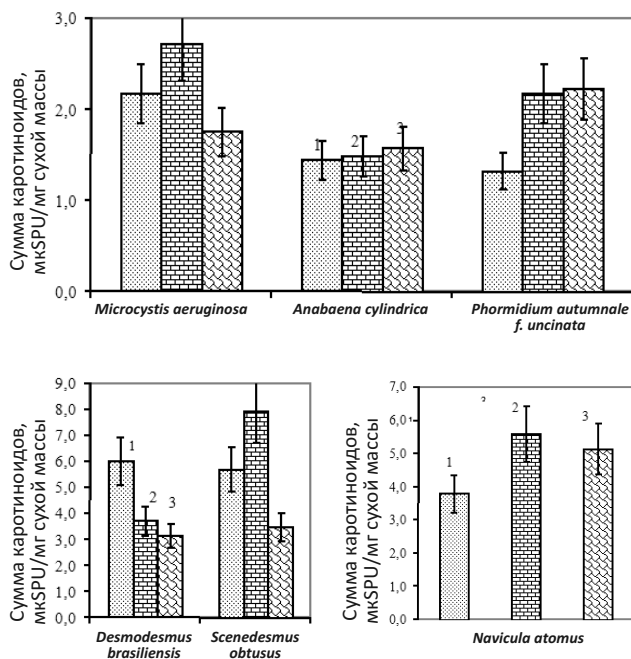 Сумма каротиноидов,
мкSPU/мг сухой массы
3,0
2,0
1,0
0,0
1
2
3
Microcystis aeruginosa
Anabaena cylindrica
Phormidium autumnale
f. uncinata
Сумма каротиноидов,
мкSPU/мг сухой массы
9,0
8,0
7,0
6,0
5,0
4,0
3,0
2,0
1,0
0,0
1
2
3
Desmodesmus
brasiliensis
Scenedesmus
obtusus
Сумма каротиноидов,
мкSPU/мг сухой массы
7,0
6,0
5,0
4,0
3,0
2,0
1,0
0,0
1
3
1
2
3
Navicula atomus